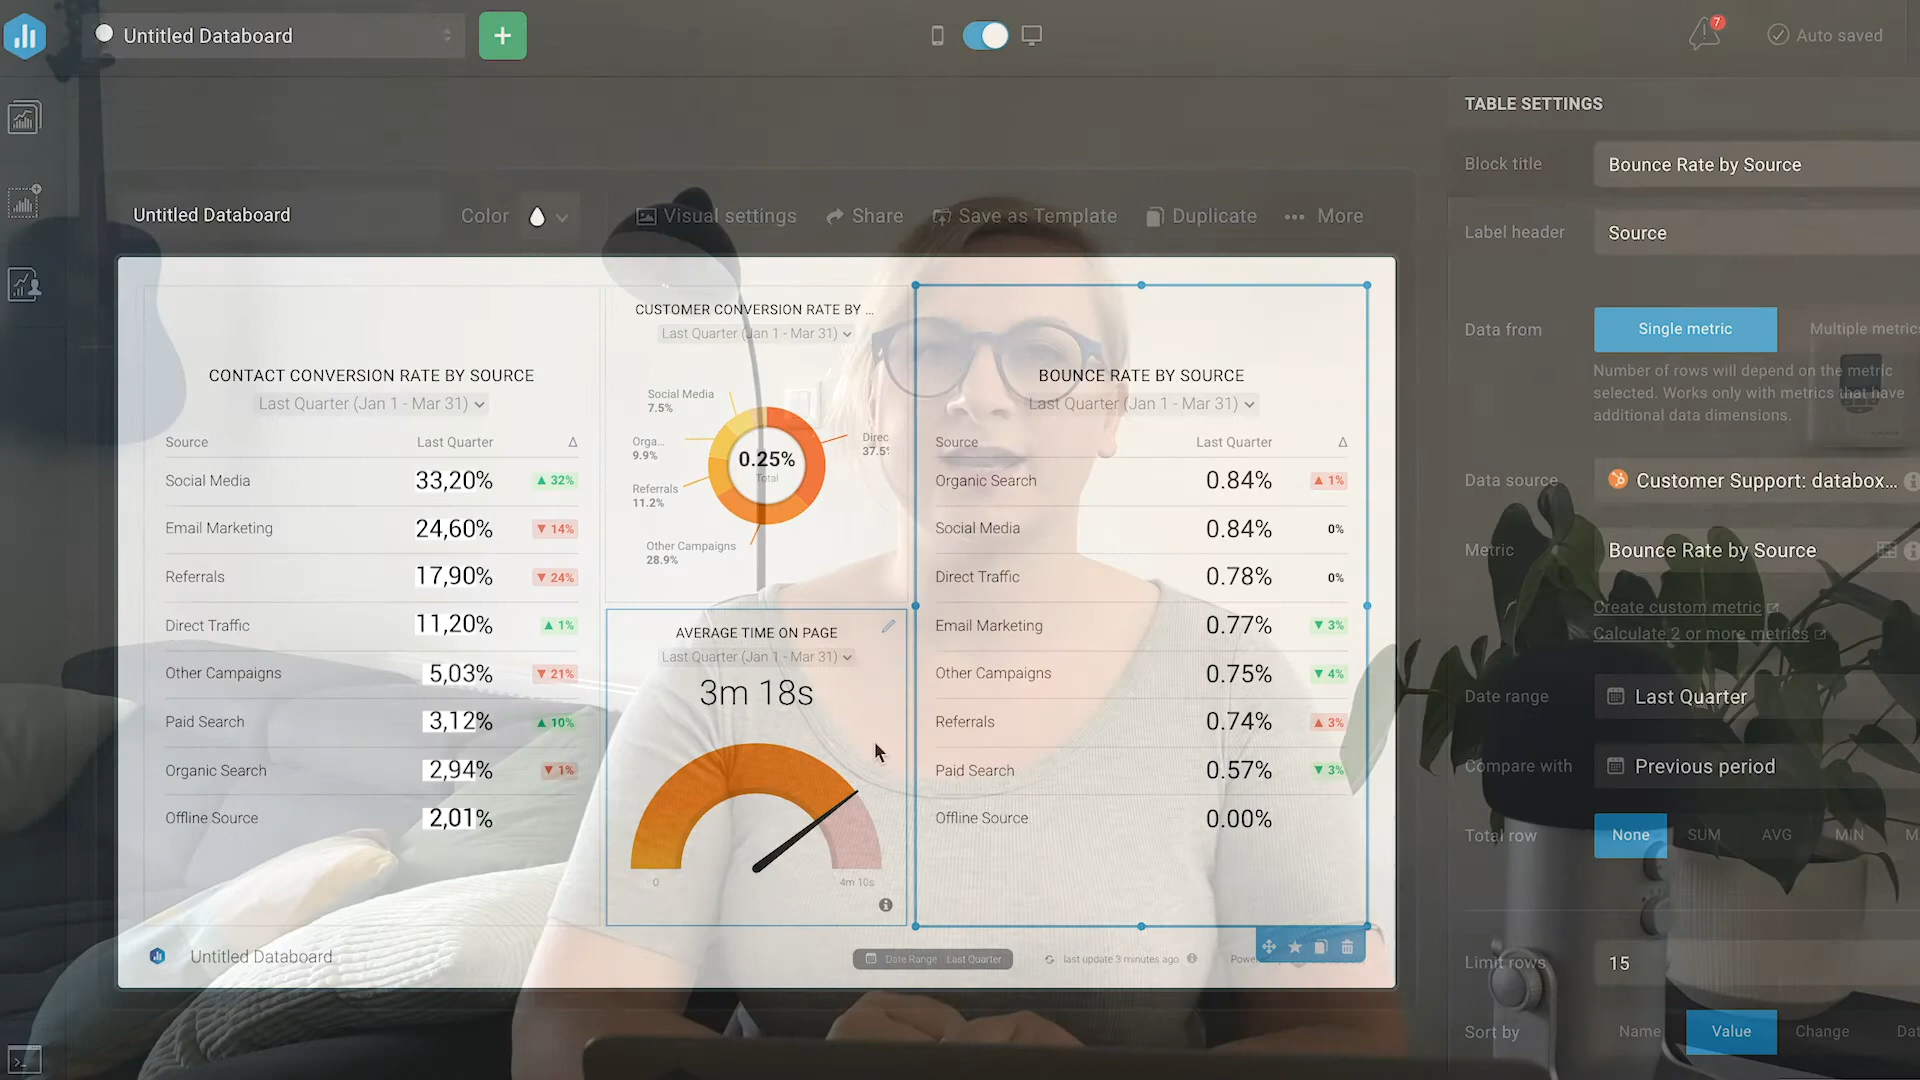 Untitled Databoard
+
7
Auto saved
TABLE SETTINGS
Block title
Bounce Rate by Source
Label header
Source
Data from
Single metric
Multiple metrics
Number of rows will depend on the metric
selected. Works only with metrics that have
additional data dimensions.
Data source
Customer Support: databox...
Metric
Bounce Rate by Source
Create custom metric
Calculate 2 or more metrics
Date range
Last Quarter
Compare with
Previous period
Total row
None SUM AVG MIN M
Limit rows
15
Sort by
Name Value Change Dat
Untitled Databoard
Color
Visual settings
Share
Save as Template
Duplicate
More
CONTACT CONVERSION RATE BY SOURCE
Last Quarter (Jan 1 - Mar 31)
Source Last Quarter Δ
Social Media 33,20% ▲ 32%
Email Marketing 24,60% ▼ 14%
Referrals 17,90% ▼ 24%
Direct Traffic 11,20% ▲ 1%
Other Campaigns 5,03% ▼ 21%
Paid Search 3,12% ▲ 10%
Organic Search 2,94% ▼ 1%
Offline Source 2,01%
CUSTOMER CONVERSION RATE BY ...
Last Quarter (Jan 1 - Mar 31)
Social Media
7.5%
Orga...
9.9%
Referrals
11.2%
Other Campaigns
28.9%
Direc
37.5%
0.25%
Total
AVERAGE TIME ON PAGE
Last Quarter (Jan 1 - Mar 31)
3m 18s
0
4m 10s
BOUNCE RATE BY SOURCE
Last Quarter (Jan 1 - Mar 31)
Source Last Quarter Δ
Organic Search 0.84% ▲ 1%
Social Media 0.84% 0%
Direct Traffic 0.78% 0%
Email Marketing 0.77% ▼ 3%
Other Campaigns 0.75% ▼ 4%
Referrals 0.74% ▲ 3%
Paid Search 0.57% ▼ 3%
Offline Source 0.00%
Untitled Databoard
Date Range Last Quarter
last update 3 minutes ago
Powe